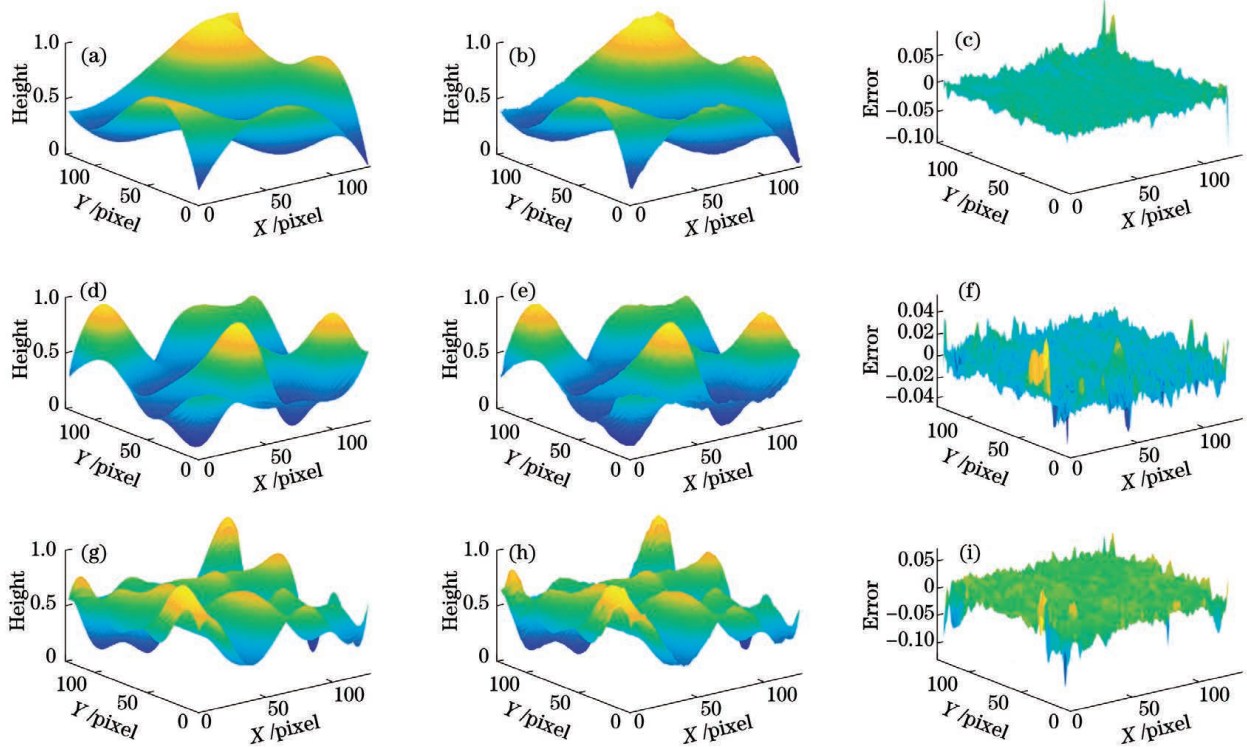 (a)
1.0
0.5
0
Height
100
50
0
Y /pixel
0
50
100
X /pixel
(b)
1.0
0.5
0
Height
100
50
0
Y /pixel
0
50
100
X /pixel
(c)
0.05
0
−0.05
−0.10
Error
100
50
0
Y /pixel
0
50
100
X /pixel
(d)
1.0
0.5
0
Height
100
50
0
Y /pixel
0
50
100
X /pixel
(e)
1.0
0.5
0
Height
100
50
0
Y /pixel
0
50
100
X /pixel
(f)
0.04
0.02
0
−0.02
−0.04
Error
100
50
0
Y /pixel
0
50
100
X /pixel
(g)
1.0
0.5
0
Height
100
50
0
Y /pixel
0
50
100
X /pixel
(h)
1.0
0.5
0
Height
100
50
0
Y /pixel
0
50
100
X /pixel
(i)
0.05
0
−0.05
−0.10
Error
100
50
0
Y /pixel
0
50
100
X /pixel